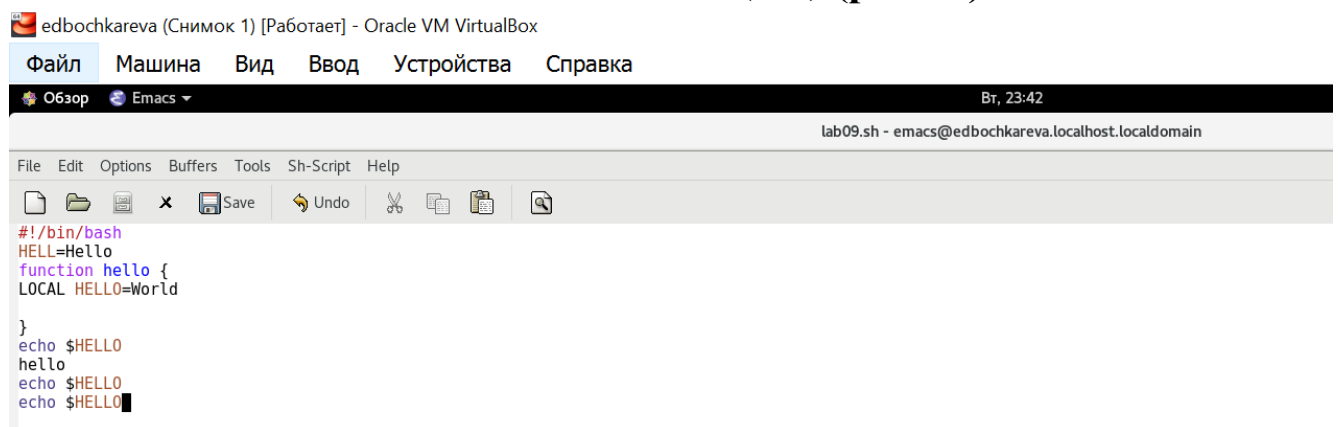 edbochkareva (Снимок 1) [Работает] - Oracle VM VirtualBox
Файл Машина Вид Ввод Устройства Справка
Обзор Emacs Вт, 23:42
lab09.sh - emacs@edbochkareva.localhost.localdomain
File Edit Options Buffers Tools Sh-Script Help
Save Undo
#!/bin/bash
HELL=Hello
function hello {
LOCAL HELLO=World
}
echo $HELLO
hello
echo $HELLO
echo $HELLO